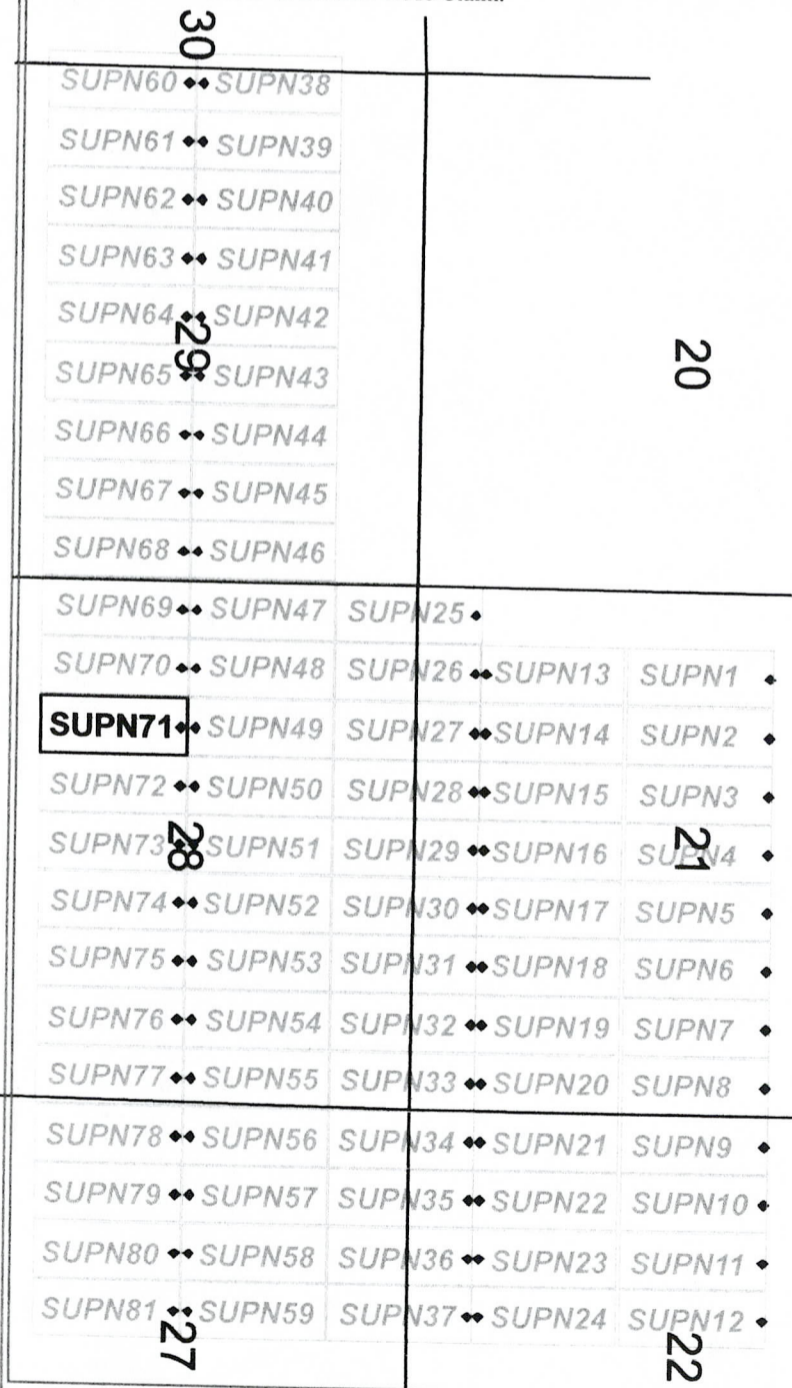 30
SUPN60 SUPN38
SUPN61 SUPN39
SUPN62 SUPN40
SUPN63 SUPN41
SUPN64 SUPN42
29
20
SUPN65 SUPN43
SUPN66 SUPN44
SUPN67 SUPN45
SUPN68 SUPN46
SUPN69 SUPN47 SUPN25
SUPN70 SUPN48 SUPN26 SUPN13 SUPN1
SUPN71 SUPN49 SUPN27 SUPN14 SUPN2
SUPN72 SUPN50 SUPN28 SUPN15 SUPN3
SUPN73 SUPN51 SUPN29 SUPN16 SUPN4
28
21
SUPN74 SUPN52 SUPN30 SUPN17 SUPN5
SUPN75 SUPN53 SUPN31 SUPN18 SUPN6
SUPN76 SUPN54 SUPN32 SUPN19 SUPN7
SUPN77 SUPN55 SUPN33 SUPN20 SUPN8
SUPN78 SUPN56 SUPN34 SUPN21 SUPN9
SUPN79 SUPN57 SUPN35 SUPN22 SUPN10
SUPN80 SUPN58 SUPN36 SUPN23 SUPN11
SUPN81 SUPN59 SUPN37 SUPN24 SUPN12
27
22